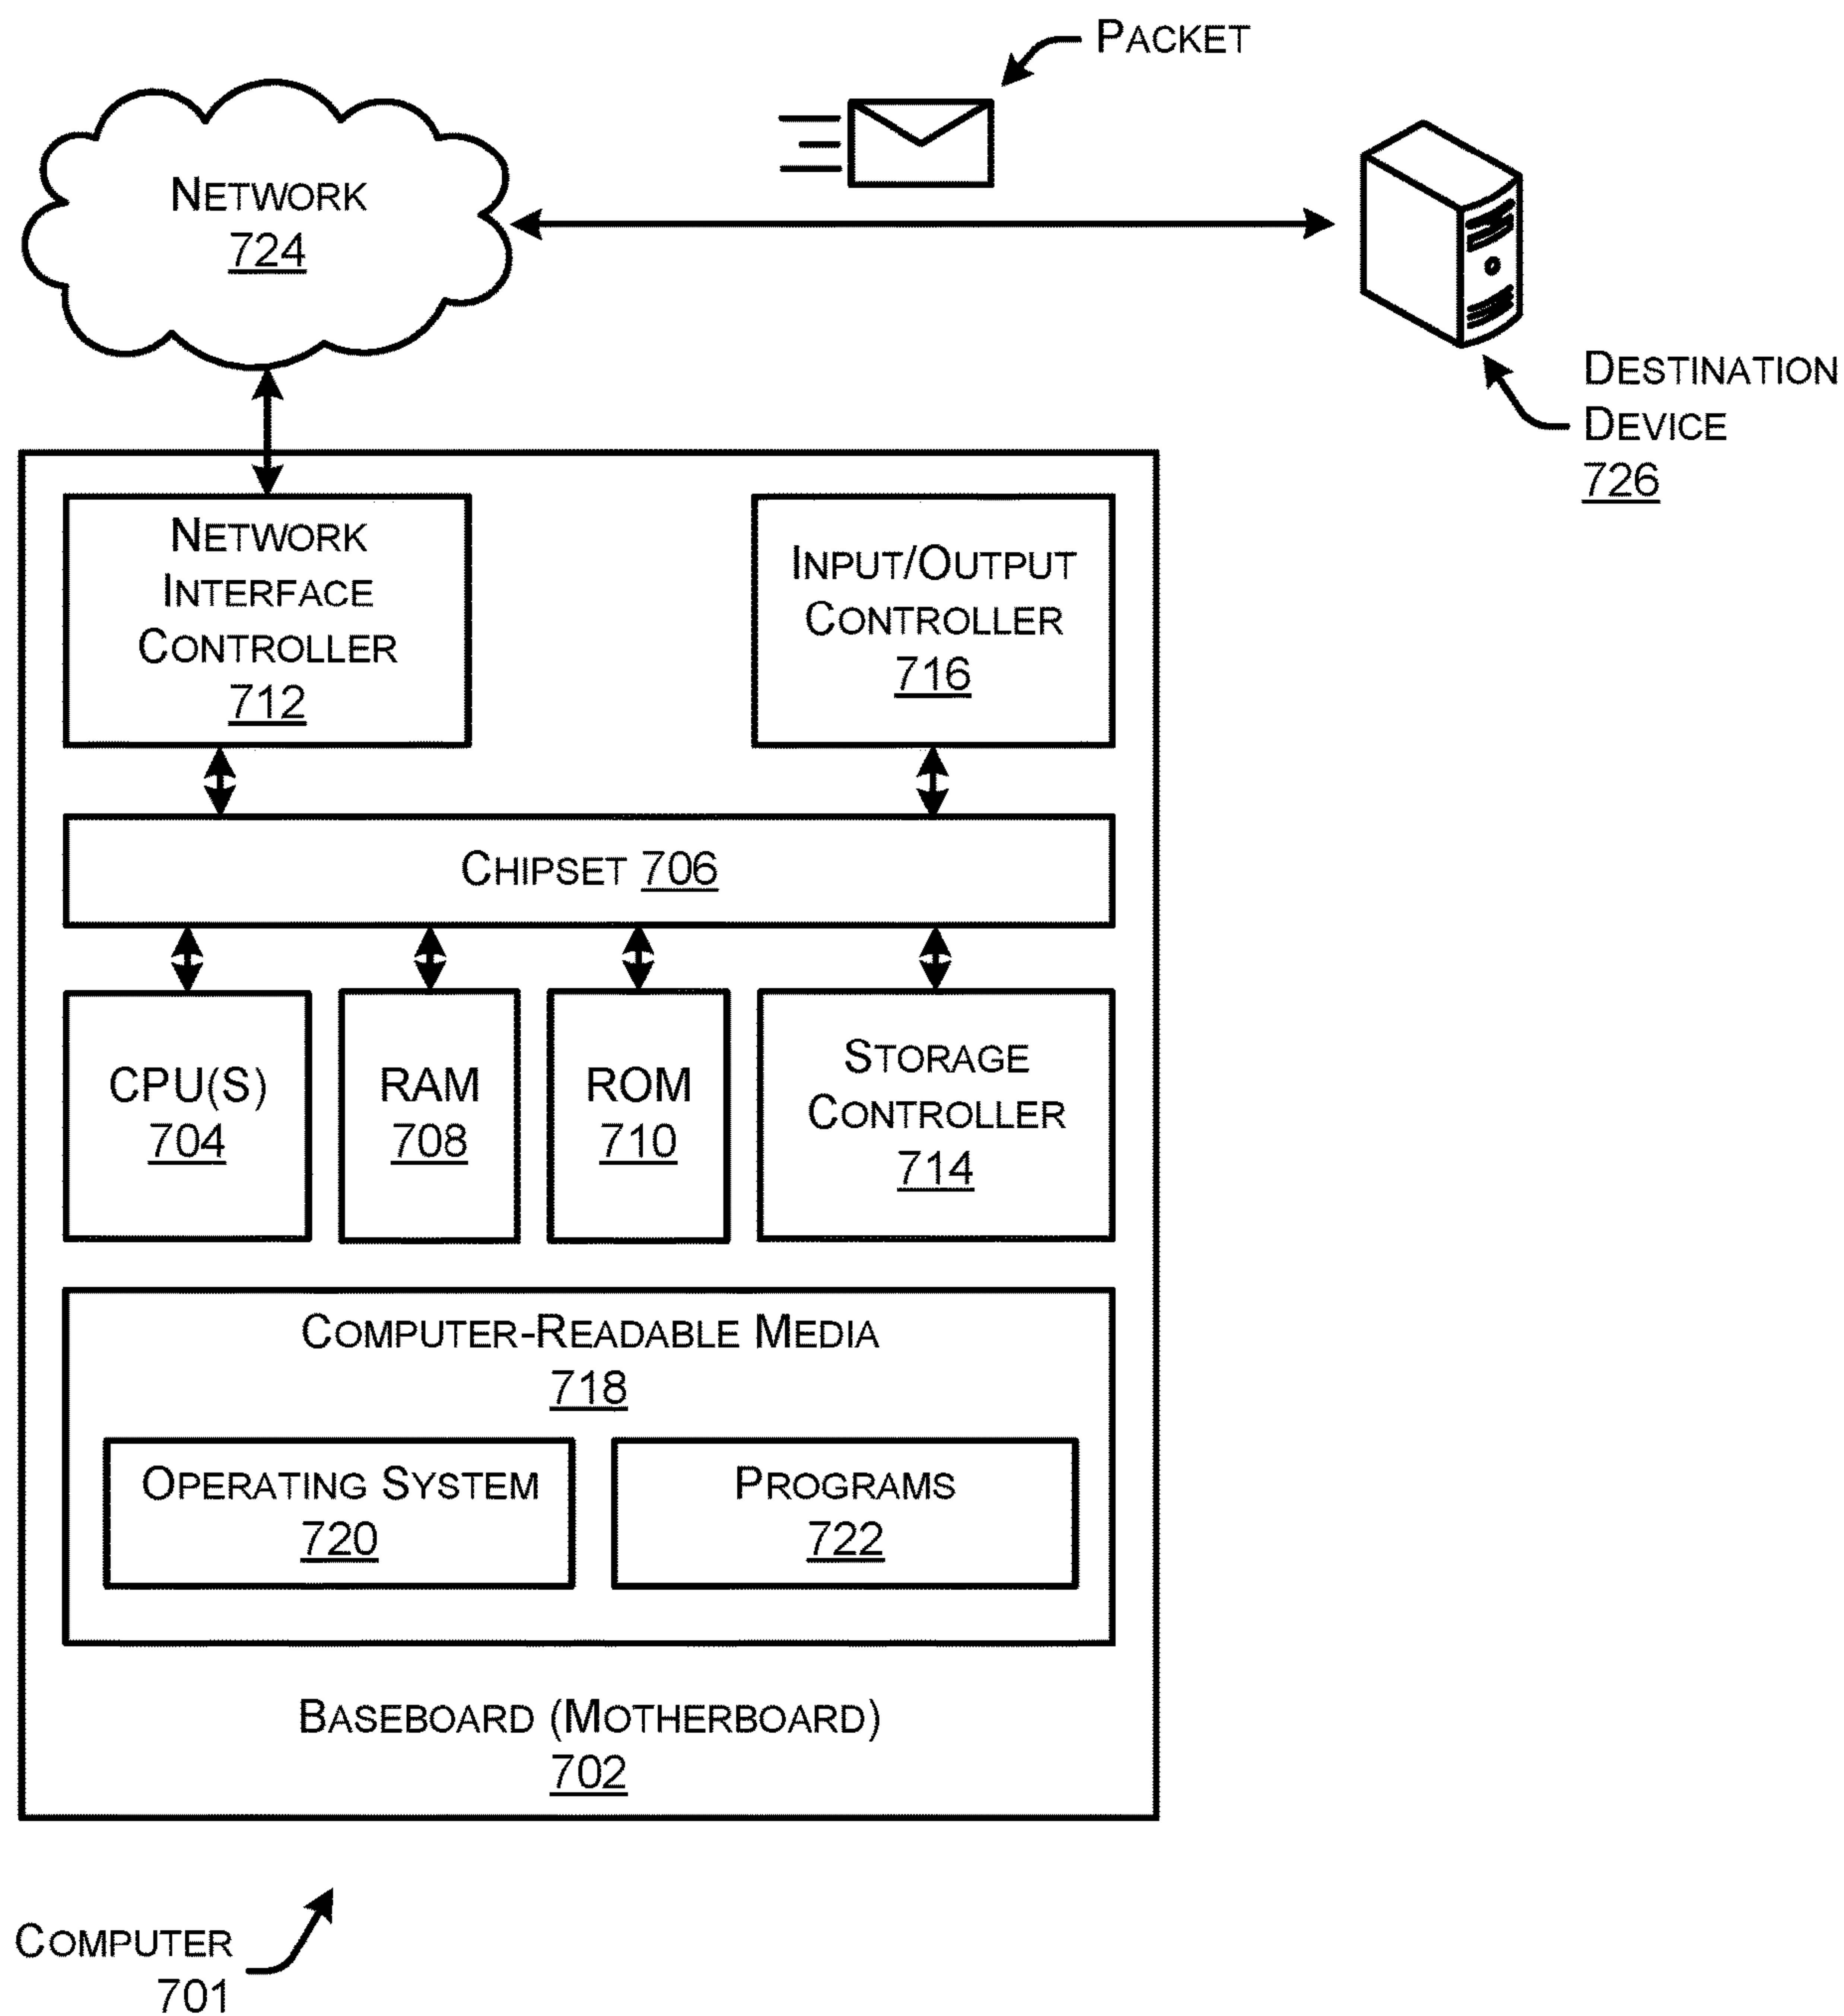 PACKET
NETWORK
724
DESTINATION
DEVICE
726
NETWORK
INTERFACE
CONTROLLER
712
INPUT/OUTPUT
CONTROLLER
716
CHIPSET 706
CPU(S)
704
RAM
708
ROM
710
STORAGE
CONTROLLER
714
COMPUTER-READABLE MEDIA
718
OPERATING SYSTEM
720
PROGRAMS
722
BASEBOARD (MOTHERBOARD)
702
COMPUTER
701